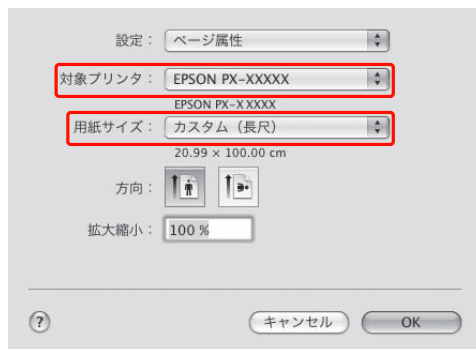 設定： ページ属性
対象プリンタ： EPSON PX-XXXXX
EPSON PX-XXXXX
用紙サイズ： カスタム（長尺）
20.99 × 100.00 cm
方向：
拡大縮小： 100 %
? キャンセル OK